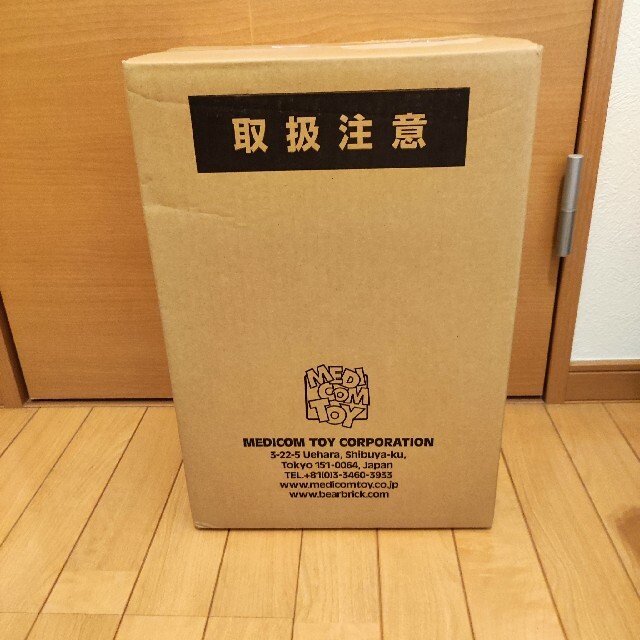 取扱注意
MEDI
COM
TOY
MEDICOM TOY CORPORATION
3-22-5 Uehara, Shibuya-ku,
Tokyo 151-0064, Japan
TEL.+81(0)3-3460-3933
www.medicomtoy.co.jp
www.bearbrick.com